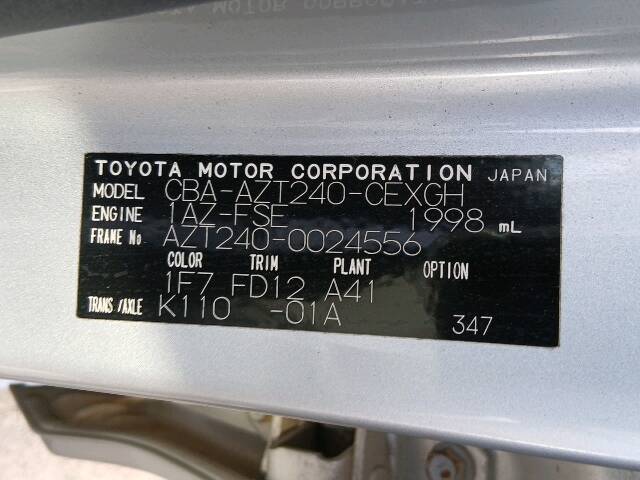 TOYOTA MOTOR CORPORATION JAPAN
MODEL CBA-AZT240-CEXGH
ENGINE 1AZ-FSE 1998 mL
FRAME No AZT240-0024556
COLOR TRIM PLANT OPTION
1F7 FD12 A41
TRANS/AXLE K110 -01A 347